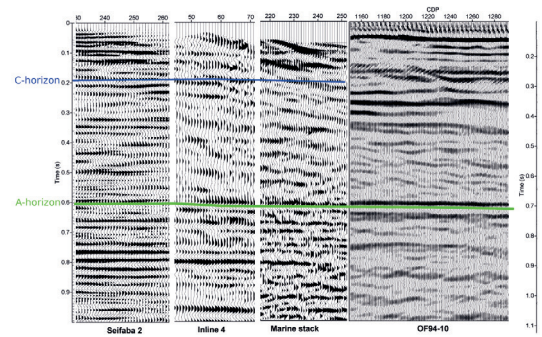 CDP
0 230 240 250 260 50 60 70 220 230 240 250 1160 1180 1200 1220 1240 1260 1280
0.1 0.2
C-horizon 0.2
0.3 0.3
0.4 0.4
0.5 0.5
Time (s) Time (s)
A-horizon 0.6 0.7
0.7 0.8
0.8 0.9
0.9 1.0
1.1
Seifaba 2 Inline 4 Marine stack OF94-10